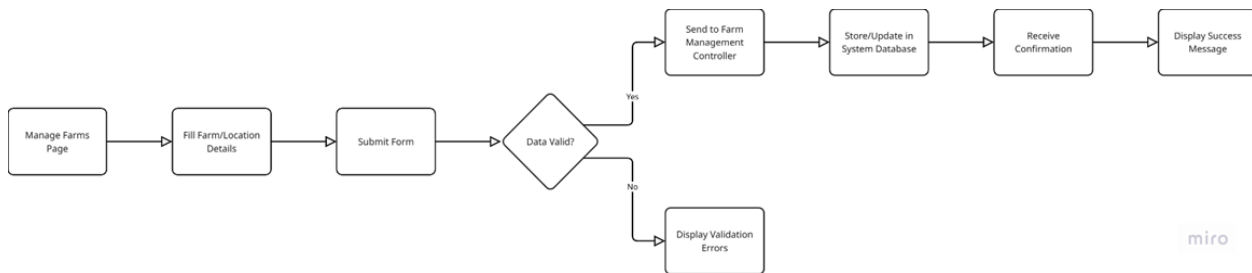 Manage Farms
Page
Fill Farm/Location
Details
Submit Form
Data Valid?
Yes
Send to Farm
Management
Controller
Store/Update in
System Database
Receive
Confirmation
Display Success
Message
No
Display Validation
Errors
miro